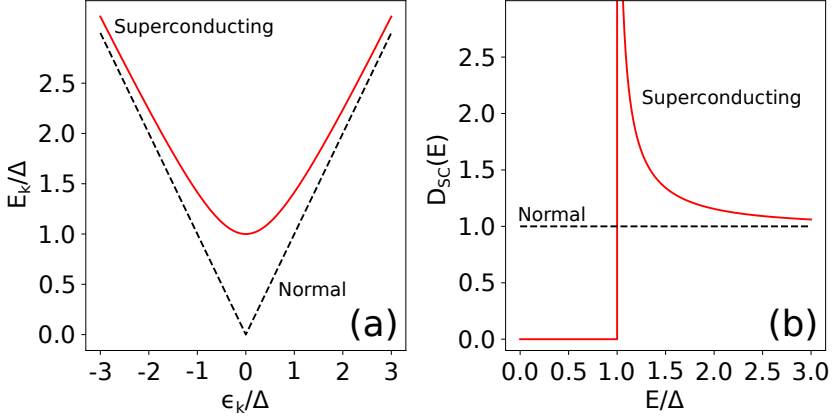 Superconducting
Normal
(a)
E_k/Δ
0.0
0.5
1.0
1.5
2.0
2.5
-3
-2
-1
0
1
2
3
ϵ_k/Δ
Superconducting
Normal
(b)
D_SC(E)
0.0
0.5
1.0
1.5
2.0
2.5
0.0
0.5
1.0
1.5
2.0
2.5
3.0
E/Δ